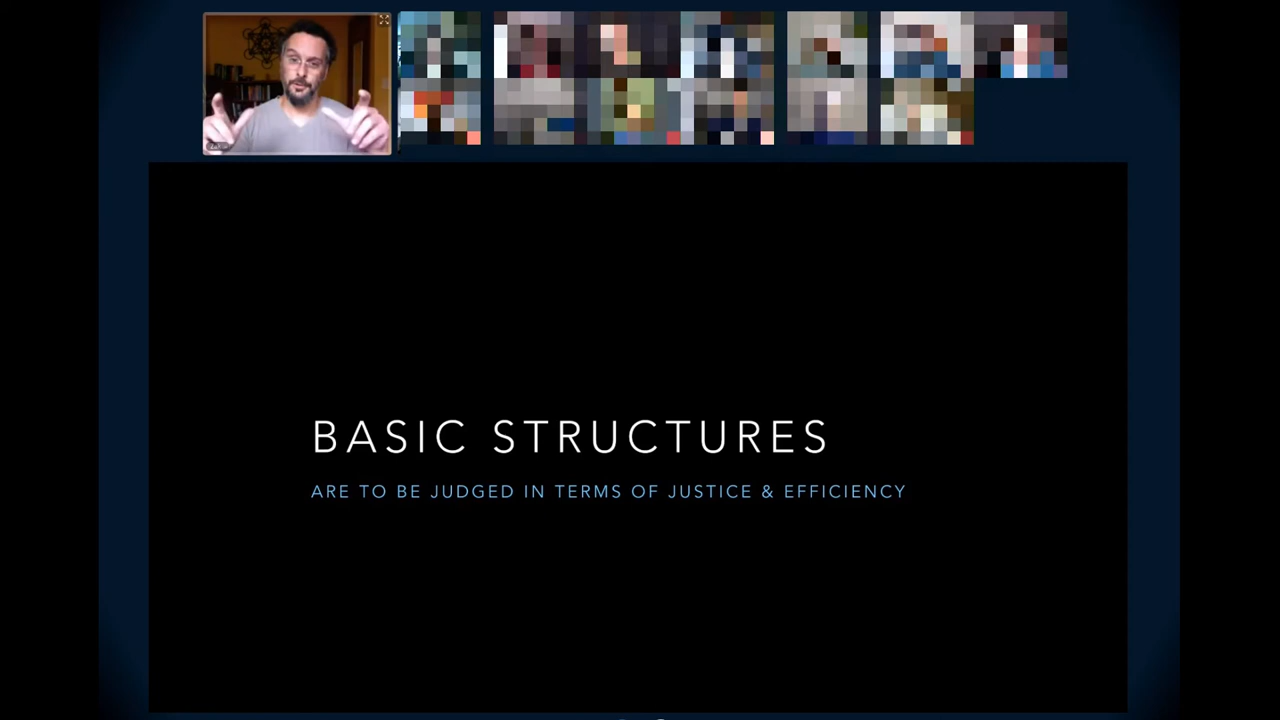 BASIC STRUCTURES
ARE TO BE JUDGED IN TERMS OF JUSTICE & EFFICIENCY